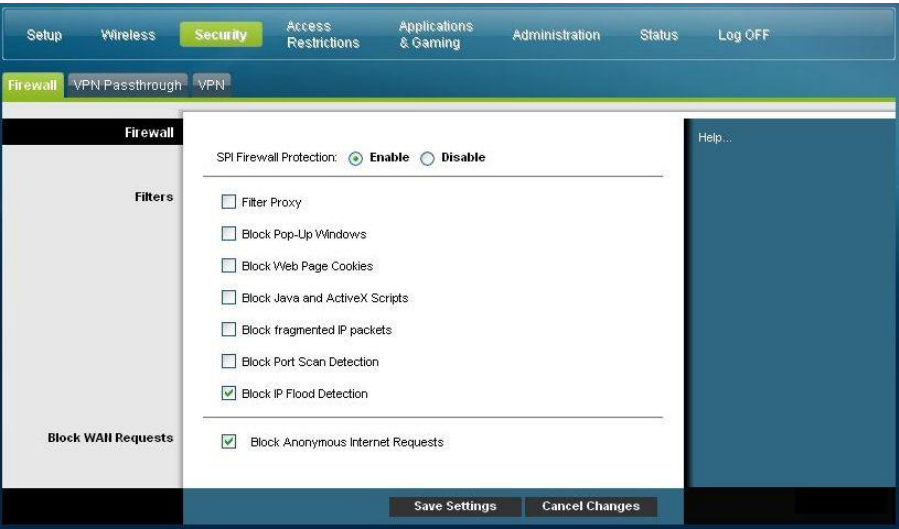 Setup Wireless Security Access Restrictions Applications & Gaming Administration Status Log OFF
Firewall VPN Passthrough VPN
Firewall
Help...
SPI Firewall Protection: Enable Disable
Filters
Filter Proxy
Block Pop-Up Windows
Block Web Page Cookies
Block Java and ActiveX Scripts
Block fragmented IP packets
Block Port Scan Detection
Block IP Flood Detection
Block WAN Requests
Block Anonymous Internet Requests
Save Settings Cancel Changes